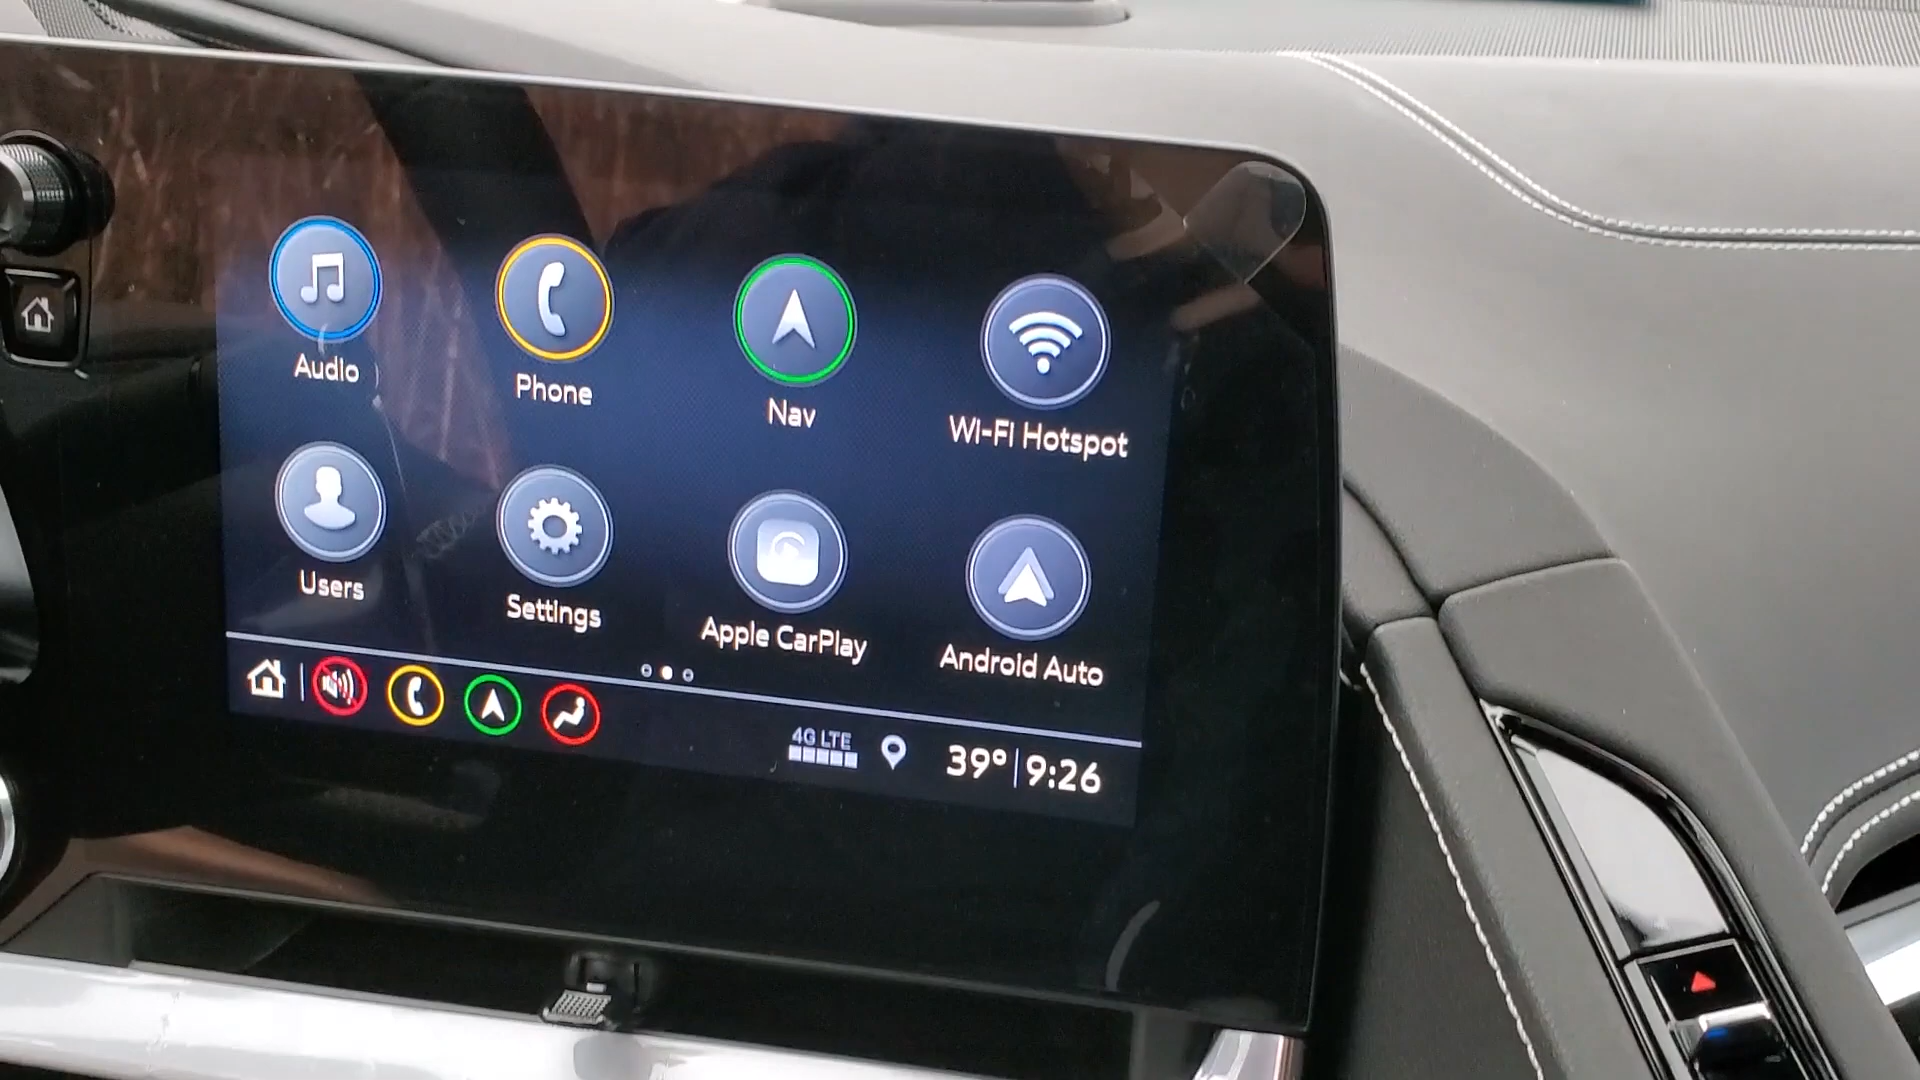 Audio
Phone
Nav
Wi-Fi Hotspot
Users
Settings
Apple CarPlay
Android Auto
4G LTE
39° 9:26